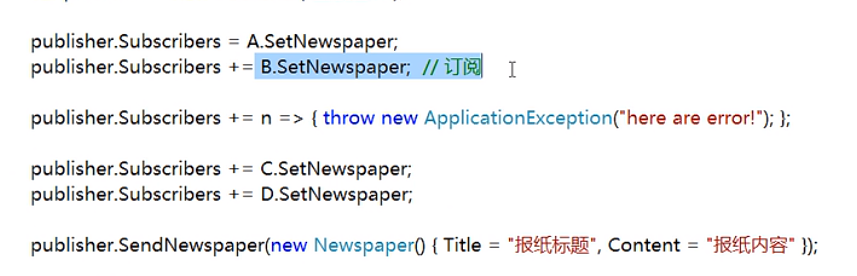 publisher.Subscribers = A.SetNewspaper;
publisher.Subscribers += B.SetNewspaper; // 订阅
publisher.Subscribers += n => { throw new ApplicationException("here are error!"); };
publisher.Subscribers += C.SetNewspaper;
publisher.Subscribers += D.SetNewspaper;
publisher.SendNewspaper(new Newspaper() { Title = "报纸标题", Content = "报纸内容" });